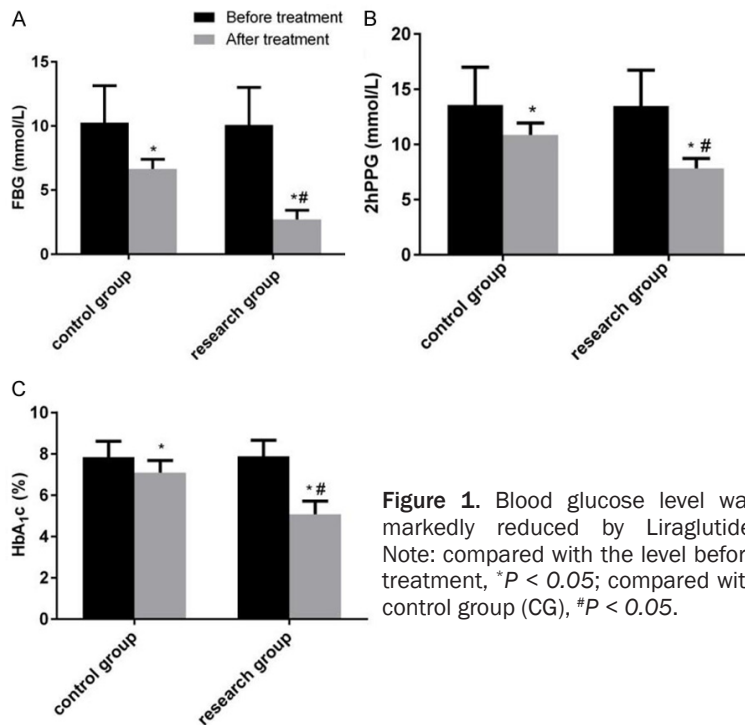 A
Before treatment
After treatment
FBG (mmol/L)
15
10
5
0
*
*#
control group
research group
B
2hPPG (mmol/L)
20
15
10
5
0
*
* #
control group
research group
C
HbA1c (%)
10
8
6
4
2
0
*
*#
control group
research group
Figure 1. Blood glucose level wa
markedly reduced by Liraglutide
Note: compared with the level befor
treatment, *P < 0.05; compared wit
control group (CG), #P < 0.05.